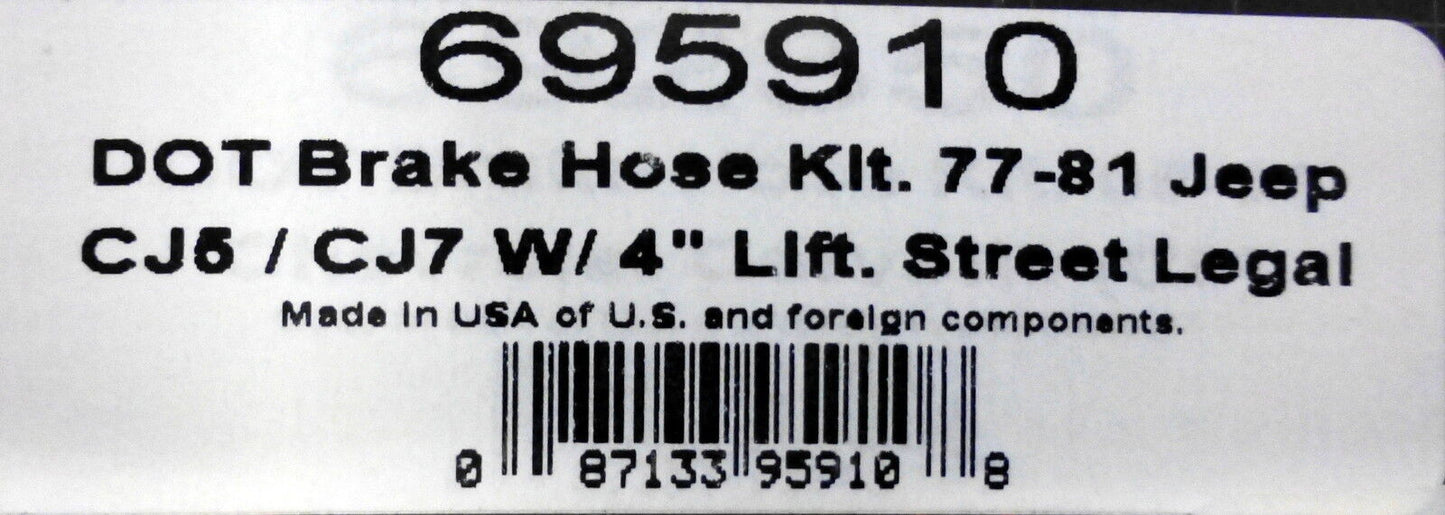 695910
DOT Brake Hose Kit. 77-81 Jeep
CJ5 / CJ7 W/ 4" Lift. Street Legal
Made in USA of U.S. and foreign components.
0 87133 95910 8